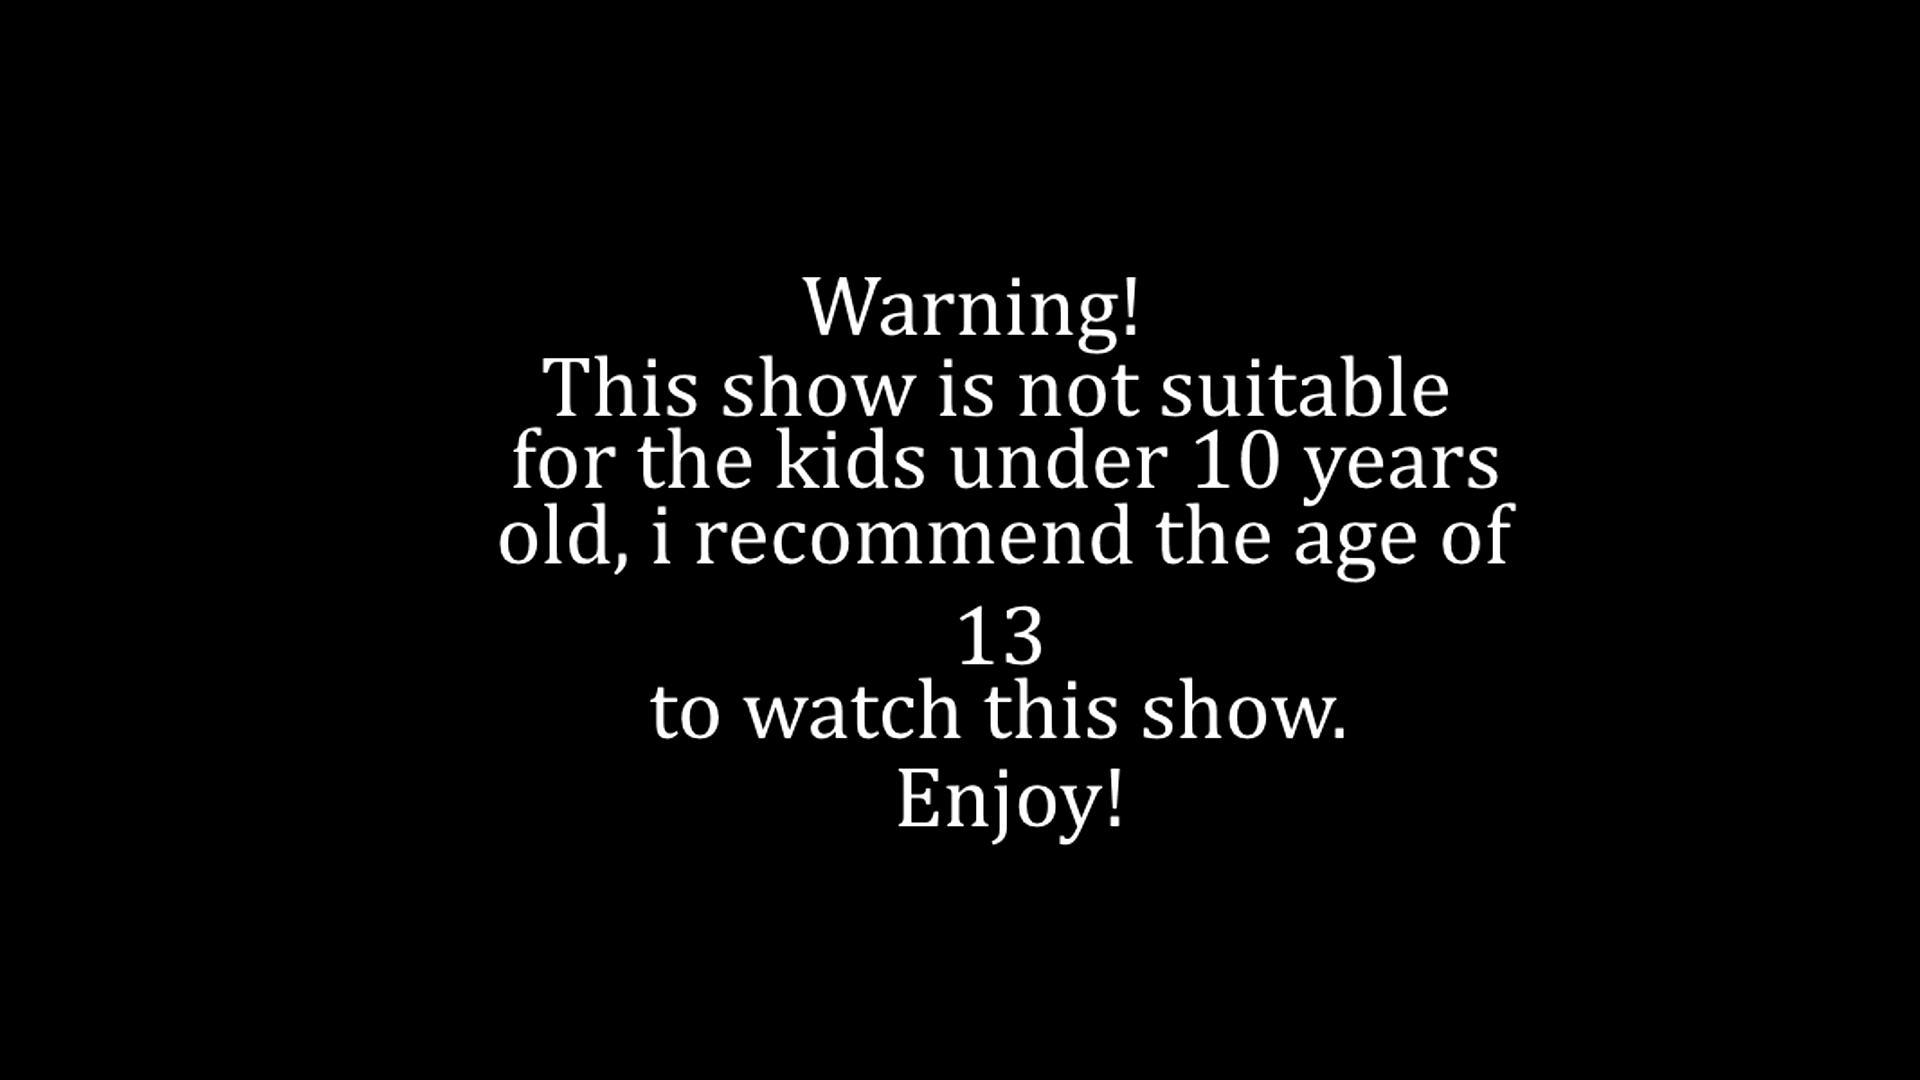 Warning!
This show is not suitable
for the kids under 10 years
old, i recommend the age of
13
to watch this show.
Enjoy!